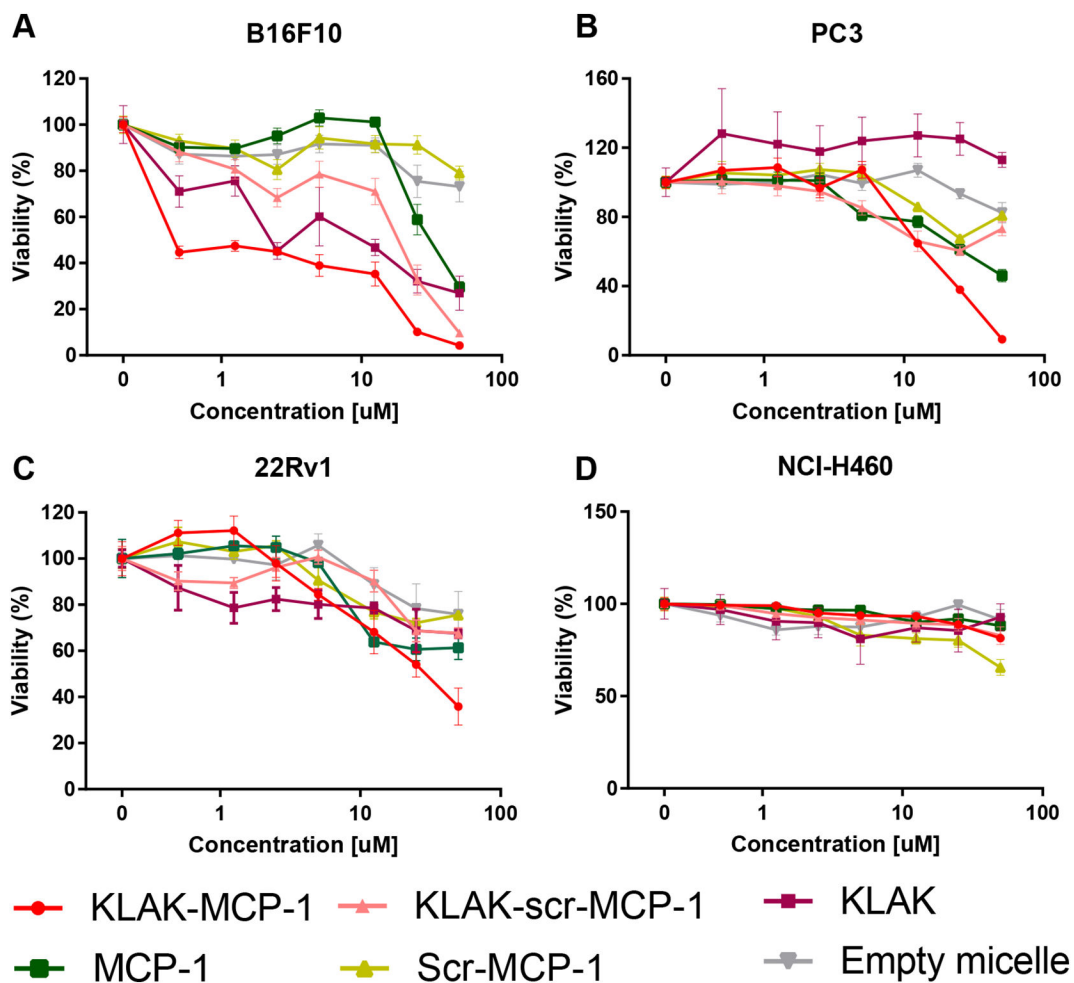 A
B16F10
120
100
80
60
40
20
0
Viability (%)
0
1
10
100
Concentration [uM]
B
PC3
160
120
80
40
0
Viability (%)
0
1
10
100
Concentration [uM]
C
22Rv1
120
100
80
60
40
20
0
Viability (%)
0
1
10
100
Concentration [uM]
D
NCI-H460
150
100
50
0
Viability (%)
0
1
10
100
Concentration [uM]
KLAK-MCP-1
KLAK-scr-MCP-1
KLAK
MCP-1
Scr-MCP-1
Empty micelle